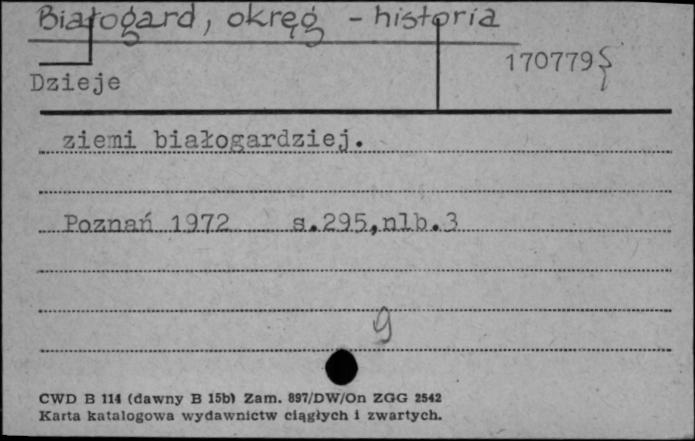 Białogard, okręg - historia
170779
Dzieje
ziemi białogardziej.
Poznań 1972 s.295,nlb.3
9
CWD B 114 (dawny B 15b) Zam. 897/DW/On ZGG 2542
Karta katalogowa wydawnictw ciągłych i zwartych.